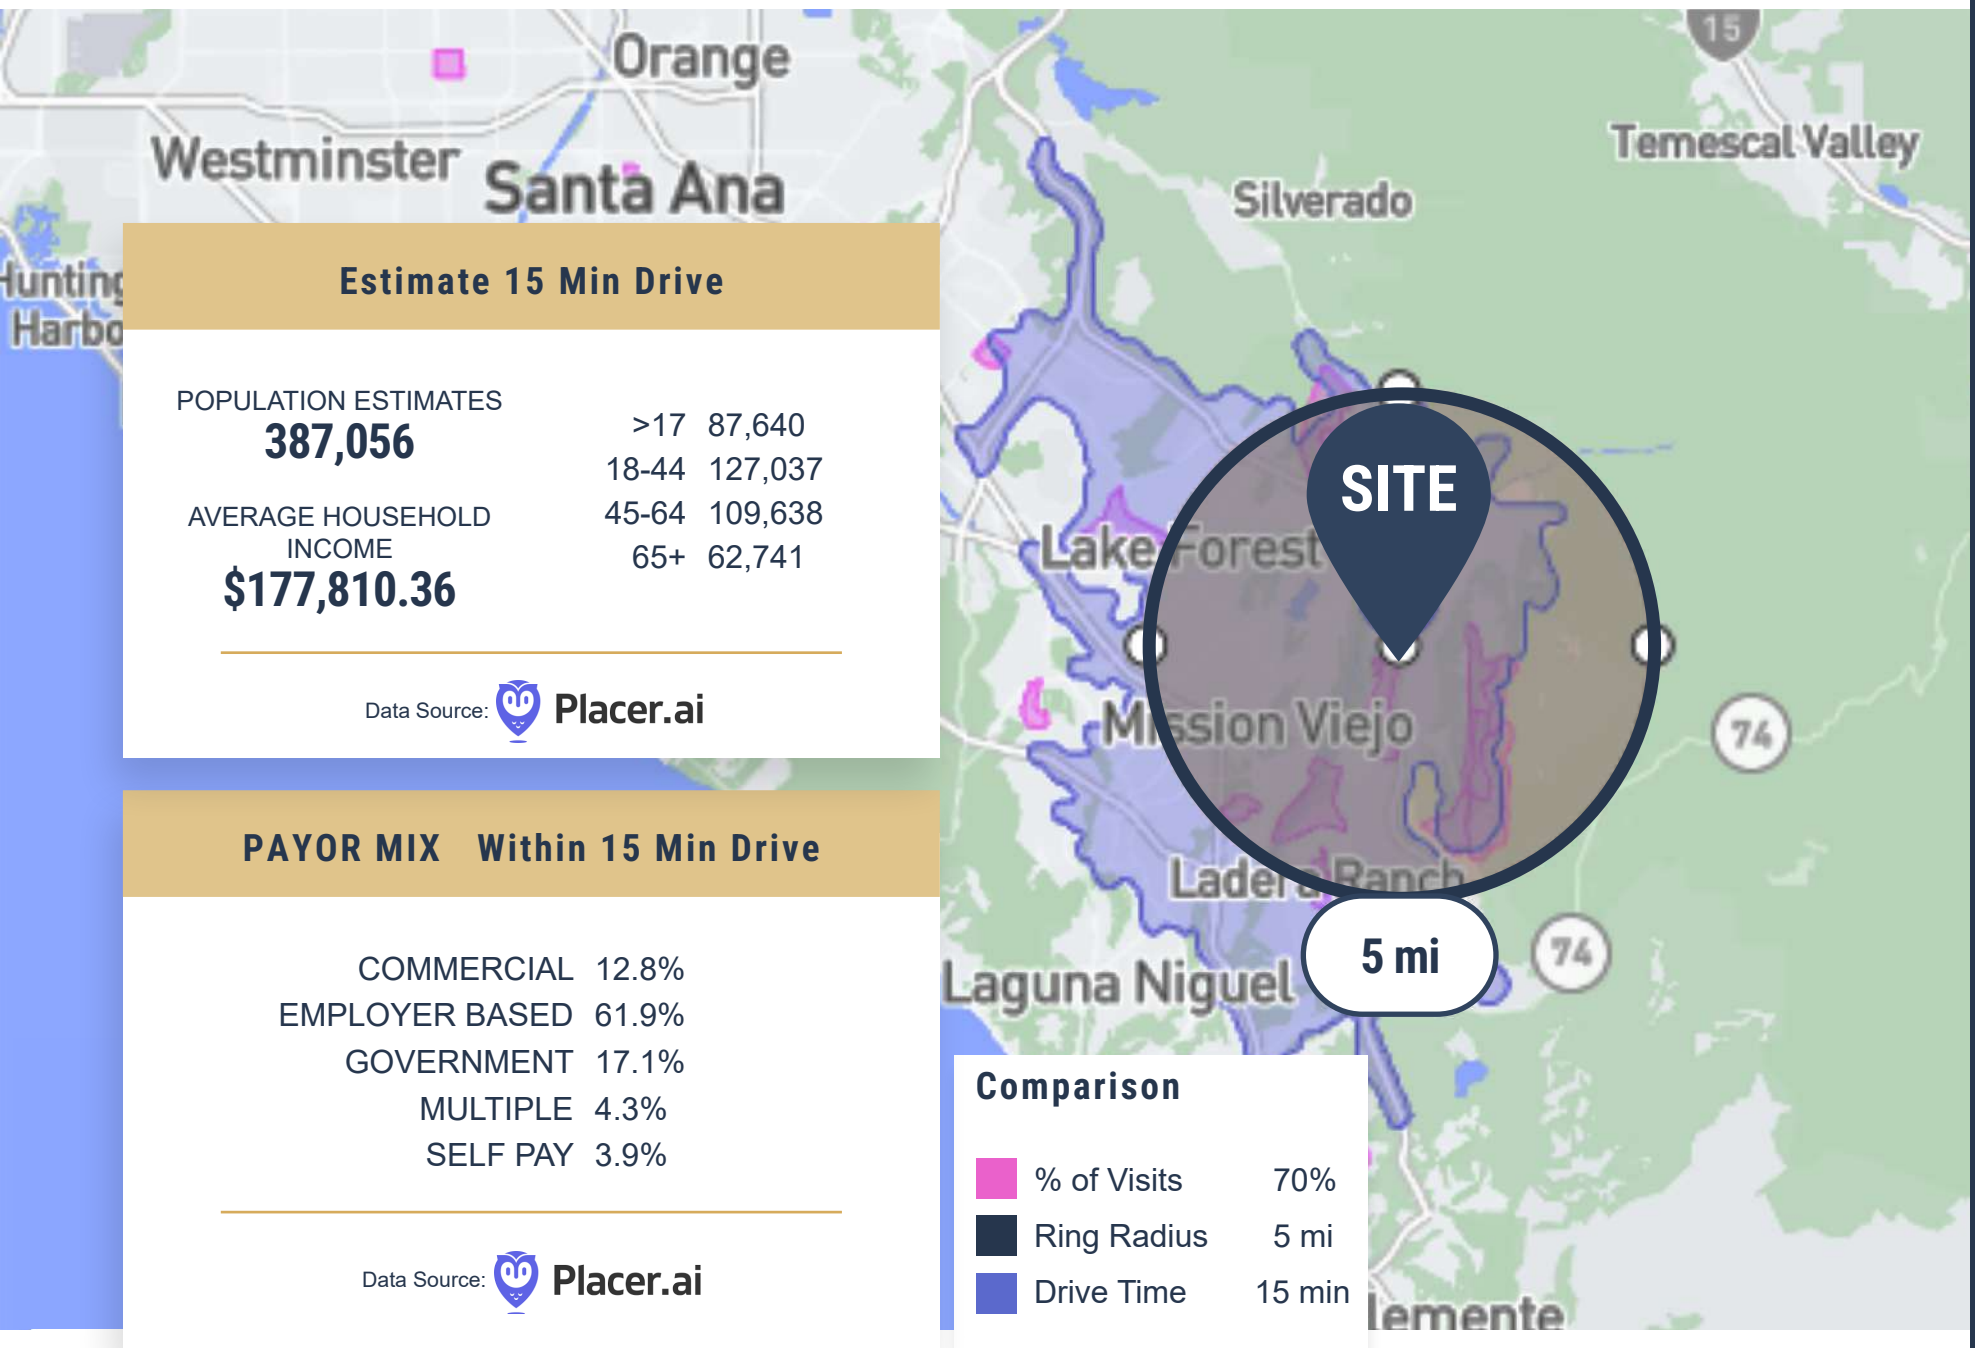 Orange
15
Temescal Valley
Westminster
Santa Ana
Silverado
Hunting
Harbo
Estimate 15 Min Drive
POPULATION ESTIMATES
387,056
AVERAGE HOUSEHOLD
INCOME
$177,810.36
>17 87,640
18-44 127,037
45-64 109,638
65+ 62,741
Data Source: Placer.ai
SITE
Lake Forest
Mission Viejo
74
Ladera Ranch
5 mi
74
Laguna Niguel
PAYOR MIX Within 15 Min Drive
COMMERCIAL 12.8%
EMPLOYER BASED 61.9%
GOVERNMENT 17.1%
MULTIPLE 4.3%
SELF PAY 3.9%
Data Source: Placer.ai
Comparison
% of Visits 70%
Ring Radius 5 mi
Drive Time 15 min
lemente